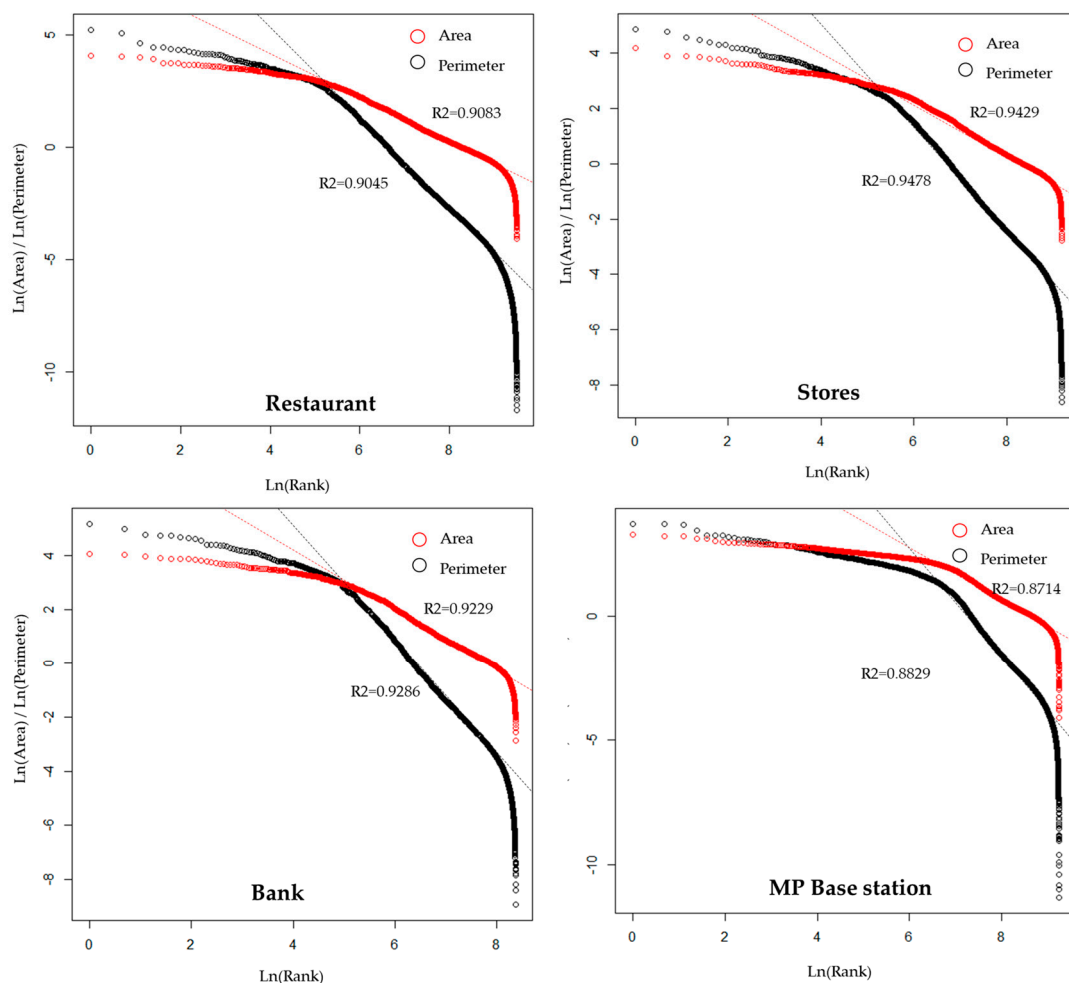 Ln(Area) / Ln(Perimeter)
5
0
-5
-10
Area
Perimeter
R2=0.9083
R2=0.9045
Restaurant
0 2 4 6 8
Ln(Rank)
Ln(Area) / Ln(Perimeter)
4
2
0
-2
-4
-6
-8
Area
Perimeter
R2=0.9429
R2=0.9478
Stores
0 2 4 6 8
Ln(Rank)
Ln(Area) / Ln(Perimeter)
4
2
0
-2
-4
-6
-8
Area
Perimeter
R2=0.9229
R2=0.9286
Bank
0 2 4 6 8
Ln(Rank)
0
-5
-10
Area
Perimeter
R2=0.8714
R2=0.8829
MP Base station
0 2 4 6 8
Ln(Rank)